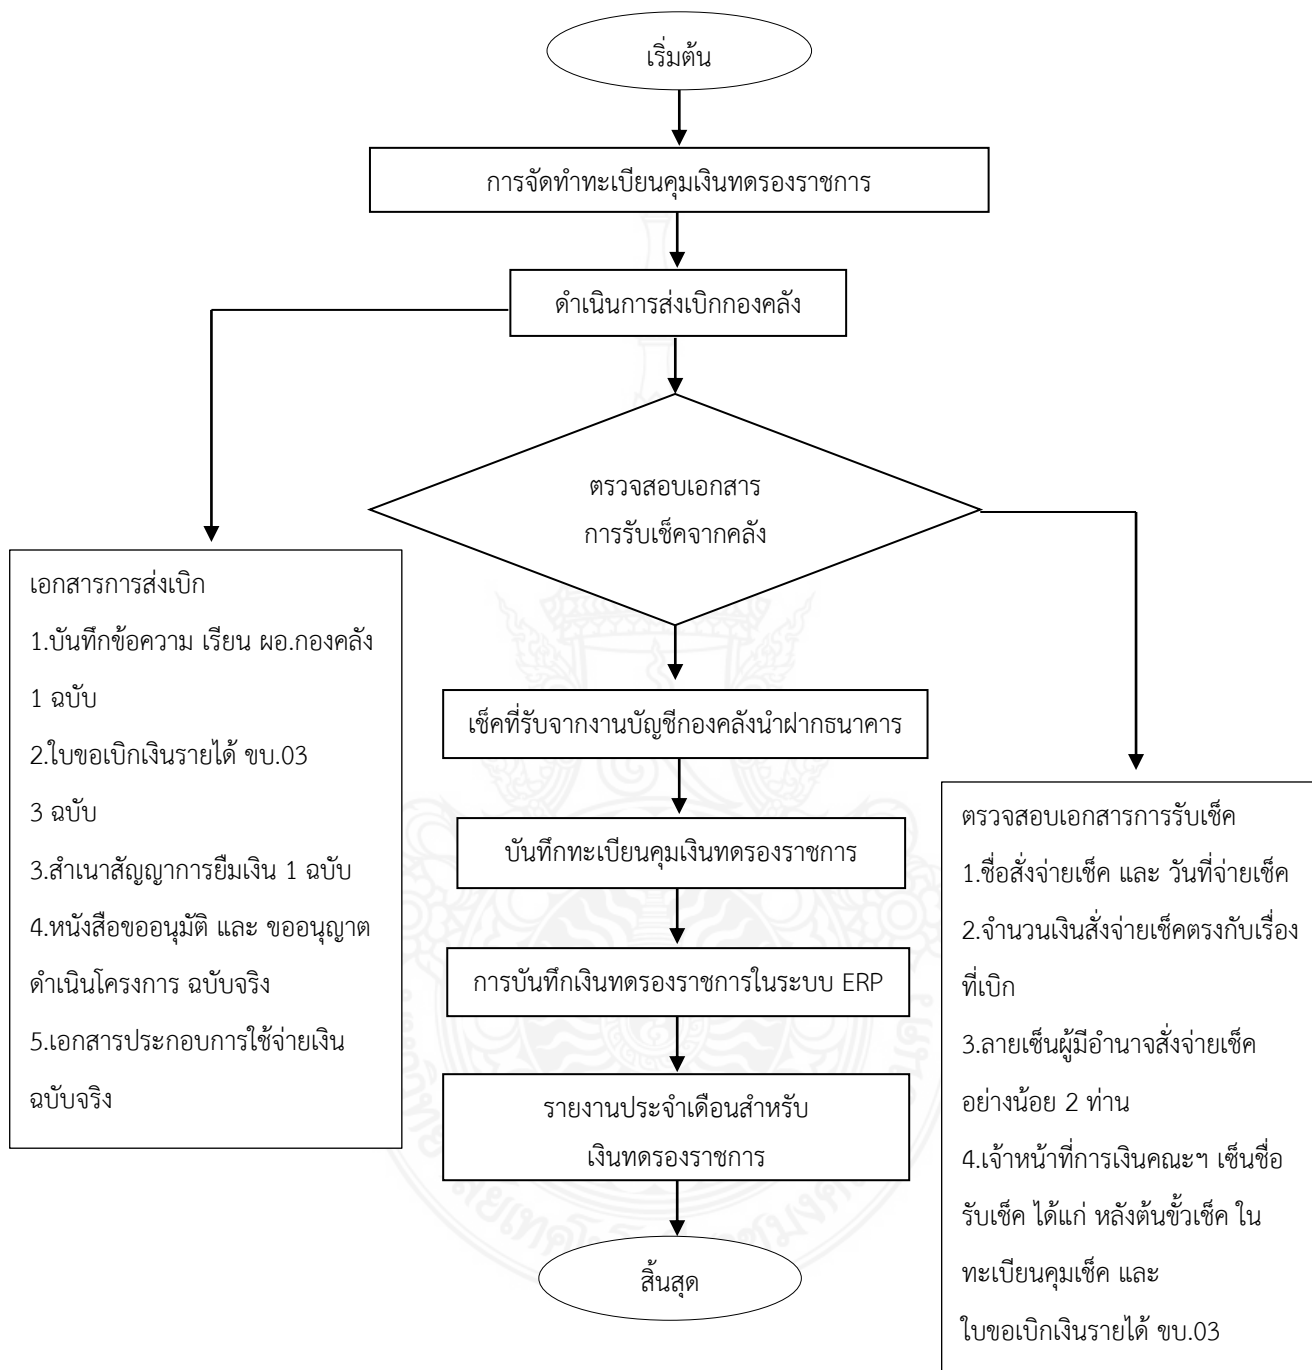 เริ่มต้น
การจัดทำทะเบียนคุมเงินทดรองราชการ
ดำเนินการส่งเบิกกองคลัง
ตรวจสอบเอกสาร
การรับเช็คจากคลัง
เอกสารการส่งเบิก
1.บันทึกข้อความ เรียน ผอ.กองคลัง
1 ฉบับ
2.ใบขอเบิกเงินรายได้ ขบ.03
3 ฉบับ
3.สำเนาสัญญาการยืมเงิน 1 ฉบับ
4.หนังสือขออนุมัติ และ ขออนุญาต
ดำเนินโครงการ ฉบับจริง
5.เอกสารประกอบการใช้จ่ายเงิน
ฉบับจริง
เช็คที่รับจากงานบัญชีกองคลังนำฝากธนาคาร
บันทึกทะเบียนคุมเงินทดรองราชการ
การบันทึกเงินทดรองราชการในระบบ ERP
รายงานประจำเดือนสำหรับ
เงินทดรองราชการ
สิ้นสุด
ตรวจสอบเอกสารการรับเช็ค
1.ชื่อสั่งจ่ายเช็ค และ วันที่จ่ายเช็ค
2.จำนวนเงินสั่งจ่ายเช็คตรงกับเรื่อง
ที่เบิก
3.ลายเซ็นผู้มีอำนาจสั่งจ่ายเช็ค
อย่างน้อย 2 ท่าน
4.เจ้าหน้าที่การเงินคณะฯ เซ็นชื่อ
รับเช็ค ได้แก่ หลังต้นขั้วเช็ค ใน
ทะเบียนคุมเช็ค และ
ใบขอเบิกเงินรายได้ ขบ.03